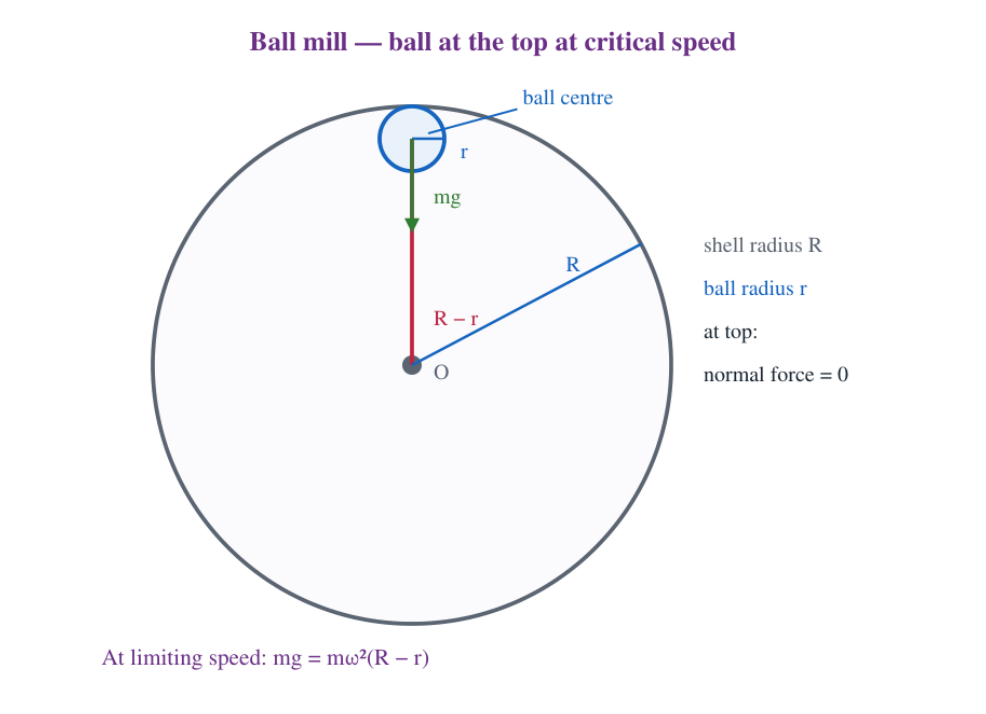 Ball mill — ball at the top at critical speed
ball centre
r
mg
shell radius R
R
ball radius r
R − r
at top:
O
normal force = 0
At limiting speed: mg = mω²(R − r)